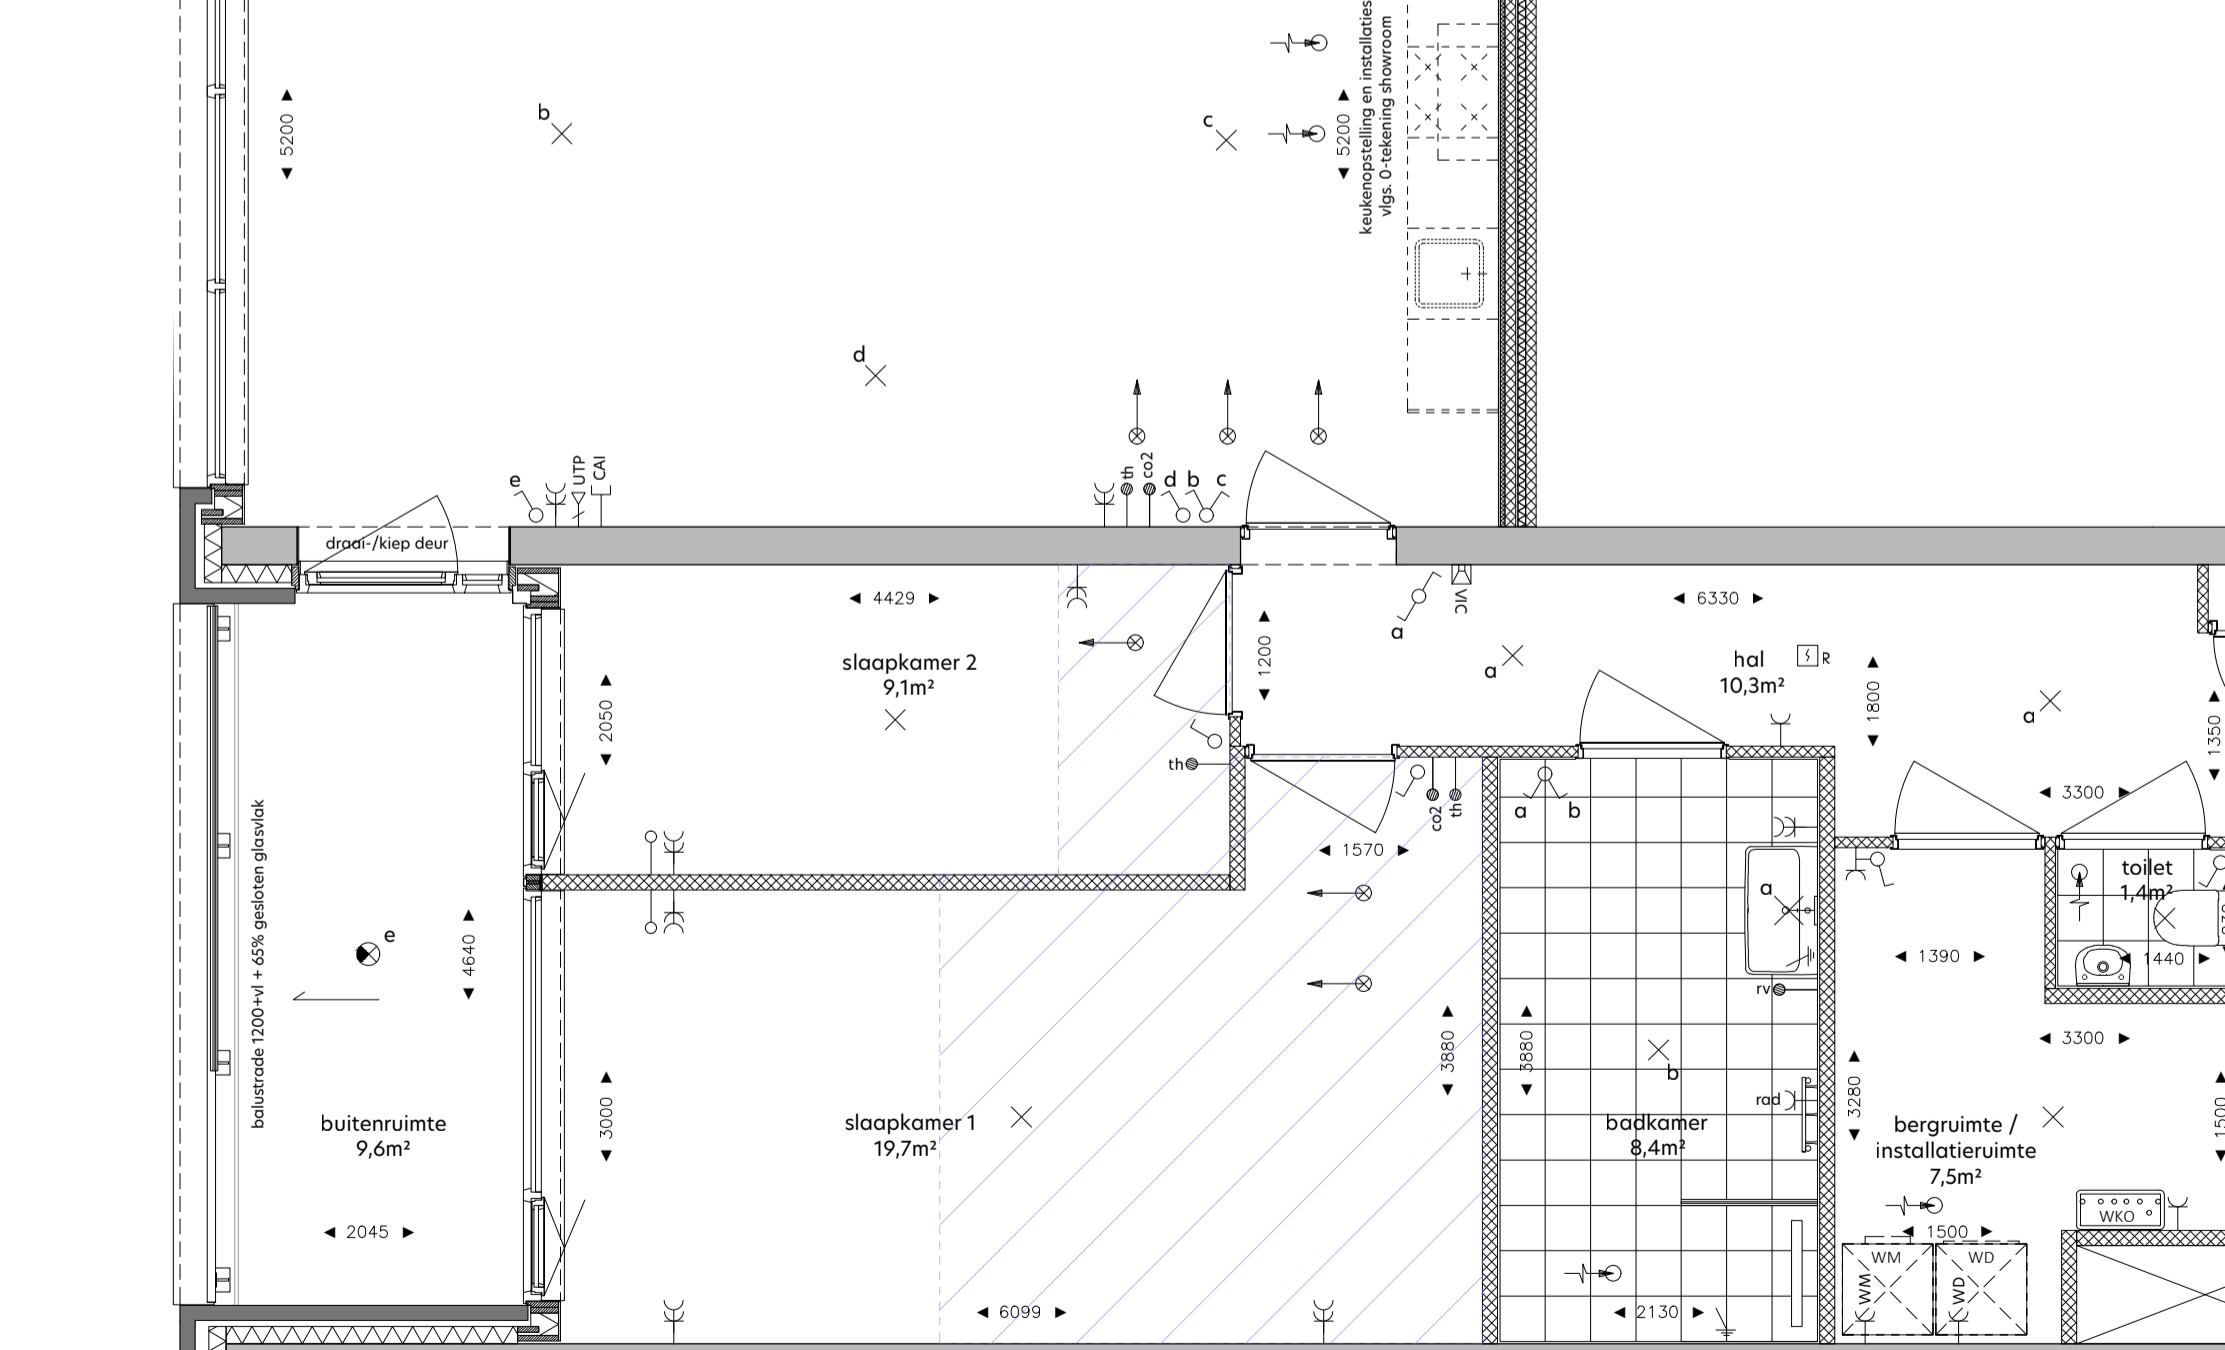 5200
b
c
5200
keukenopstelling en installaties
vlgs. 0-tekening showroom
d
e
UTP
CAI
th
co2
d
b
c
draai-/kiep deur
4429
slaapkamer 2
9,1m²
2050
th
1200
a
VIC
6330
a
hal
10,3m²
R
1800
a
1350
3300
1570
co2
th
a
b
a
toilet
1,4m²
1440
1390
balustrade 1200+vl + 65% gesloten glasvlak
e
4640
buitenruimte
9,6m²
2045
3000
slaapkamer 1
19,7m²
6099
3880
3880
rv
b
rad
badkamer
8,4m²
2130
3280
3300
1500
bergruimte /
installatieruimte
7,5m²
WKO
1500
WM
WD
WM
WD